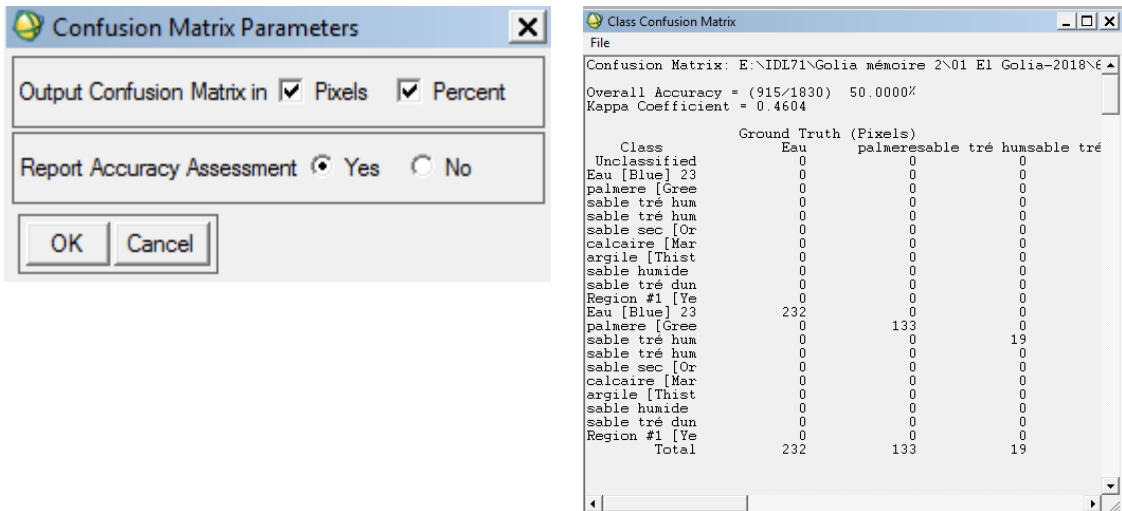 Confusion Matrix Parameters
Output Confusion Matrix in Pixels Percent
Report Accuracy Assessment Yes No
OK Cancel
Class Confusion Matrix
File
Confusion Matrix: E:\IDL71\Golia mémoire 2\01 El Golia-2018\6
Overall Accuracy = (915/1830) 50.0000%
Kappa Coefficient = 0.4604
Ground Truth (Pixels)
Class Eau palmeresable tré humsable tré
Unclassified 0 0 0
Eau [Blue] 23 0 0 0
palmere [Gree 0 0 0
sable tré hum 0 0 0
sable tré hum 0 0 0
sable sec [Or 0 0 0
calcaire [Mar 0 0 0
argile [Thist 0 0 0
sable humide 0 0 0
sable tré dun 0 0 0
Region #1 [Ye 0 0 0
Eau [Blue] 23 232 0 0
palmere [Gree 0 133 0
sable tré hum 0 0 19
sable tré hum 0 0 0
sable sec [Or 0 0 0
calcaire [Mar 0 0 0
argile [Thist 0 0 0
sable humide 0 0 0
sable tré dun 0 0 0
Region #1 [Ye 0 0 0
Total 232 133 19